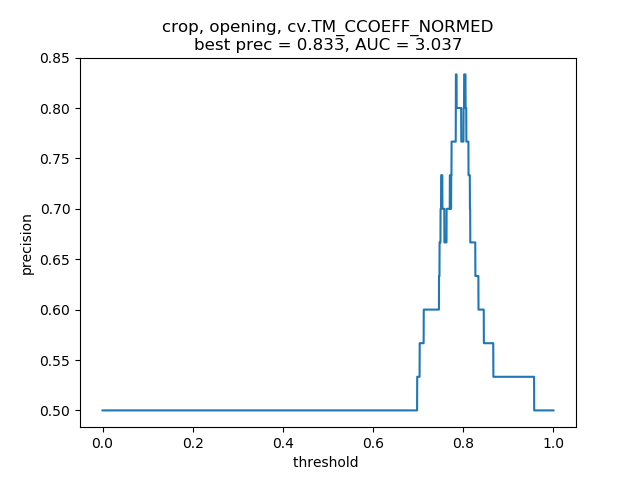 crop, opening, cv.TM_CCOEFF_NORMED
best prec = 0.833, AUC = 3.037
0.85
0.80
0.75
0.70
0.65
0.60
0.55
0.50
precision
0.0 0.2 0.4 0.6 0.8 1.0
threshold